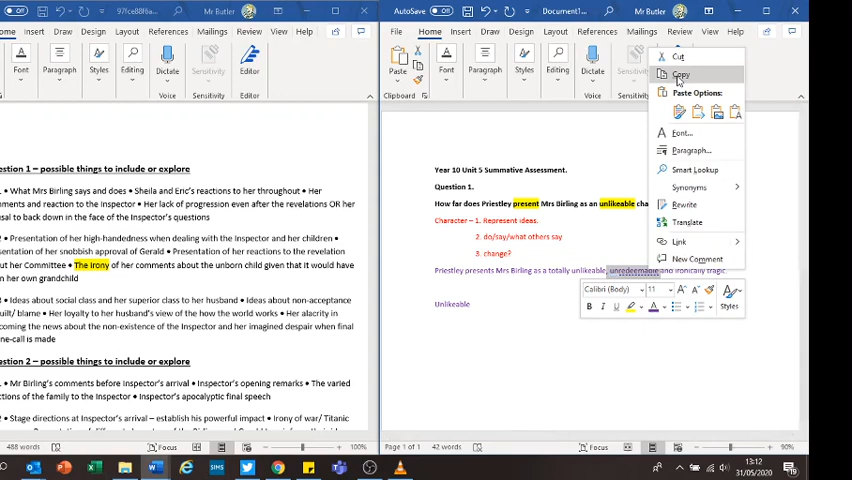 Off
97fce88f6a...
Mr Butler
Home
Insert
Draw
Design
Layout
References
Mailings
Review
View
Help
Font
Paragraph
Styles
Editing
Dictate
Sensitivity
Editor
Voice
Sensitivity
Editor
estion 1 – possible things to include or explore
1 • What Mrs Birling says and does • Sheila and Eric's reactions to her throughout • Her
mments and reaction to the Inspector • Her lack of progression even after the revelations OR her
usal to back down in the face of the Inspector's questions
2 • Presentation of her high-handedness when dealing with the Inspector and her children •
sentation of her snobbish approval of Gerald • Presentation of her reactions to the revelation
out her Committee • The Irony of her comments about the unborn child given that it would have
n her own grandchild
3 • Ideas about social class and her superior class to her husband • Ideas about non-acceptance
uilt/ blame • Her loyalty to her husband's view of how the world works • Her alacrity in
coming the news about the non-existence of the Inspector and her imagined despair when final
ne-call is made
estion 2 – possible things to include or explore
1 • Mr Birling's comments before Inspector's arrival • Inspector's opening remarks • The varied
ctions of the family to the Inspector • Inspector's apocalyptic final speech
2 • Stage directions at Inspector's arrival – establish his powerful impact • Irony of war/ Titanic
488 words
Focus
100%
AutoSave
Off
Document1...
Mr Butler
File
Home
Insert
Draw
Design
Layout
References
Mailings
Review
View
Help
Paste
Font
Paragraph
Styles
Editing
Dictate
Clipboard
Voice
Cut
Copy
Paste Options:
Font...
Paragraph...
Smart Lookup
Synonyms
Rewrite
Translate
Link
New Comment
Year 10 Unit 5 Summative Assessment.
Question 1.
How far does Priestley present Mrs Birling as an unlikeable cha
Character – 1. Represent ideas.
2. do/say/what others say
3. change?
Priestley presents Mrs Birling as a totally unlikeable, unredeemable and ironically tragic
Calibri (Body)
11
B I U
Styles
Unlikeable
Page 1 of 1
42 words
Focus
90%
SIMS
13:12
31/05/2020
19